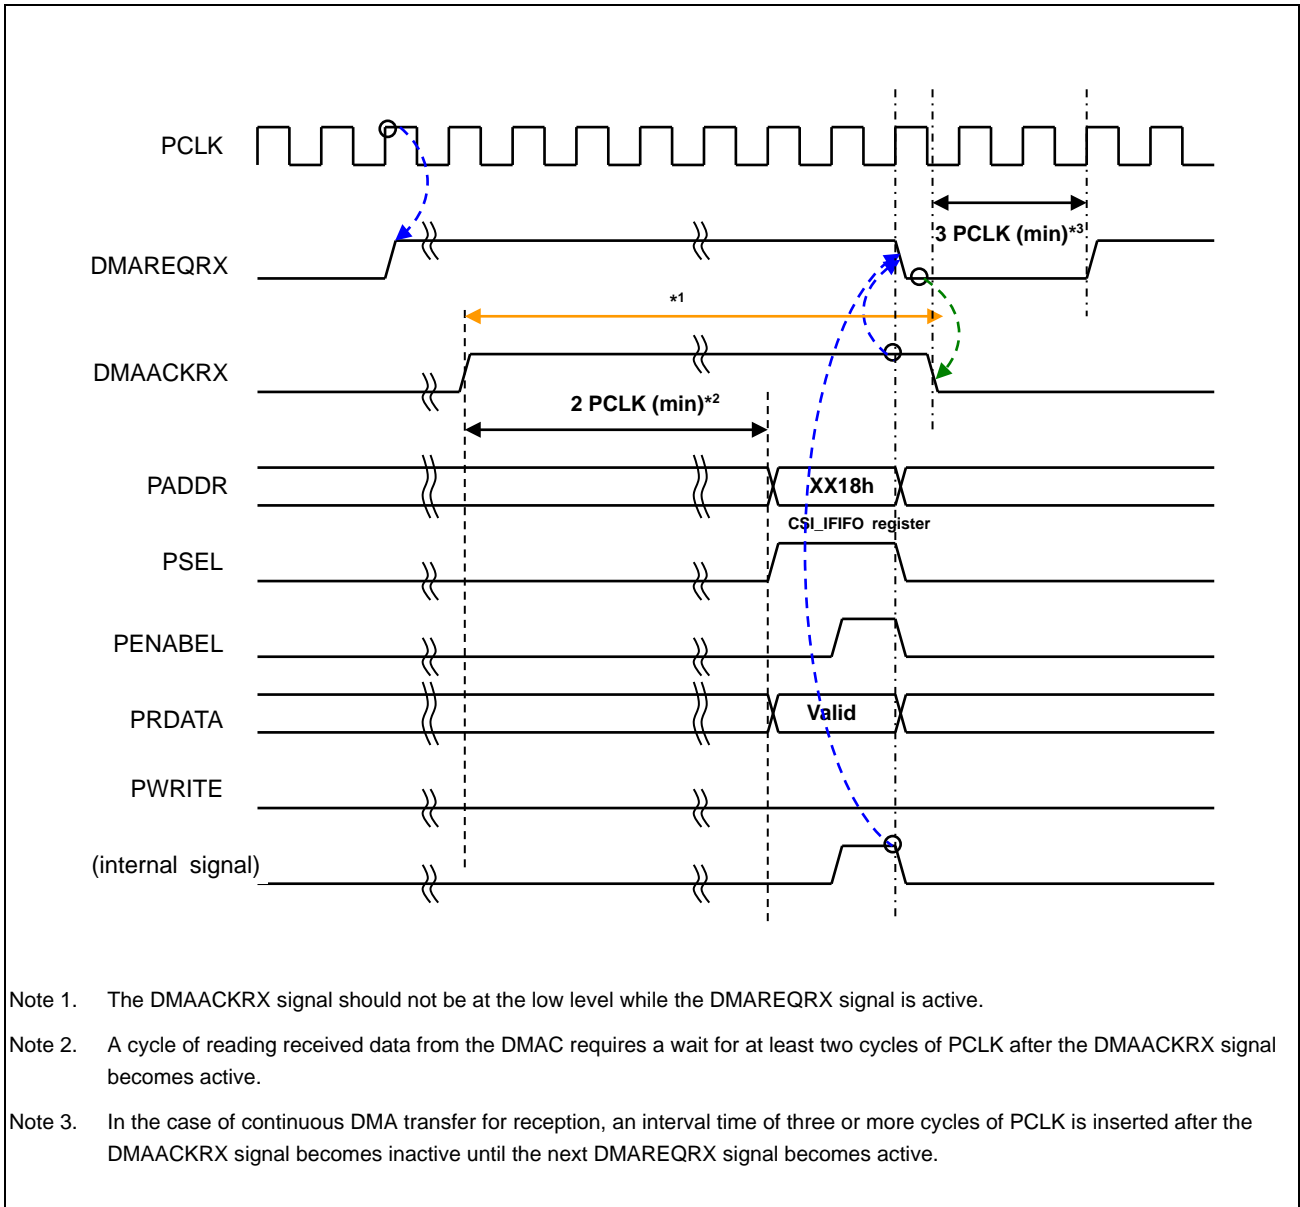 PCLK
DMAREQRX
3 PCLK (min)*3
*1
DMAACKRX
2 PCLK (min)*2
PADDR
XX18h
CSI_IFIFO register
PSEL
PENABEL
PRDATA
Valid
PWRITE
(internal signal)
Note 1. The DMAACKRX signal should not be at the low level while the DMAREQRX signal is active.
Note 2. A cycle of reading received data from the DMAC requires a wait for at least two cycles of PCLK after the DMAACKRX signal
becomes active.
Note 3. In the case of continuous DMA transfer for reception, an interval time of three or more cycles of PCLK is inserted after the
DMAACKRX signal becomes inactive until the next DMAREQRX signal becomes active.